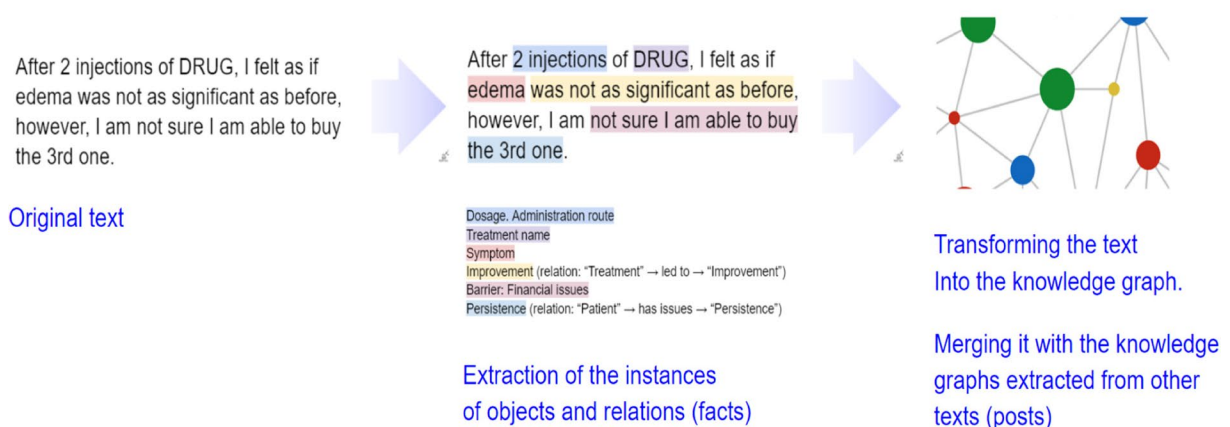 After 2 injections of DRUG, I felt as if
edema was not as significant as before,
however, I am not sure I am able to buy
the 3rd one.
Original text
After 2 injections of DRUG, I felt as if
edema was not as significant as before,
however, I am not sure I am able to buy
the 3rd one.
Dosage. Administration route
Treatment name
Symptom
Improvement (relation: “Treatment” → led to → “Improvement”)
Barrier: Financial issues
Persistence (relation: “Patient” → has issues → “Persistence”)
Extraction of the instances
of objects and relations (facts)
Transforming the text
Into the knowledge graph.
Merging it with the knowledge
graphs extracted from other
texts (posts)